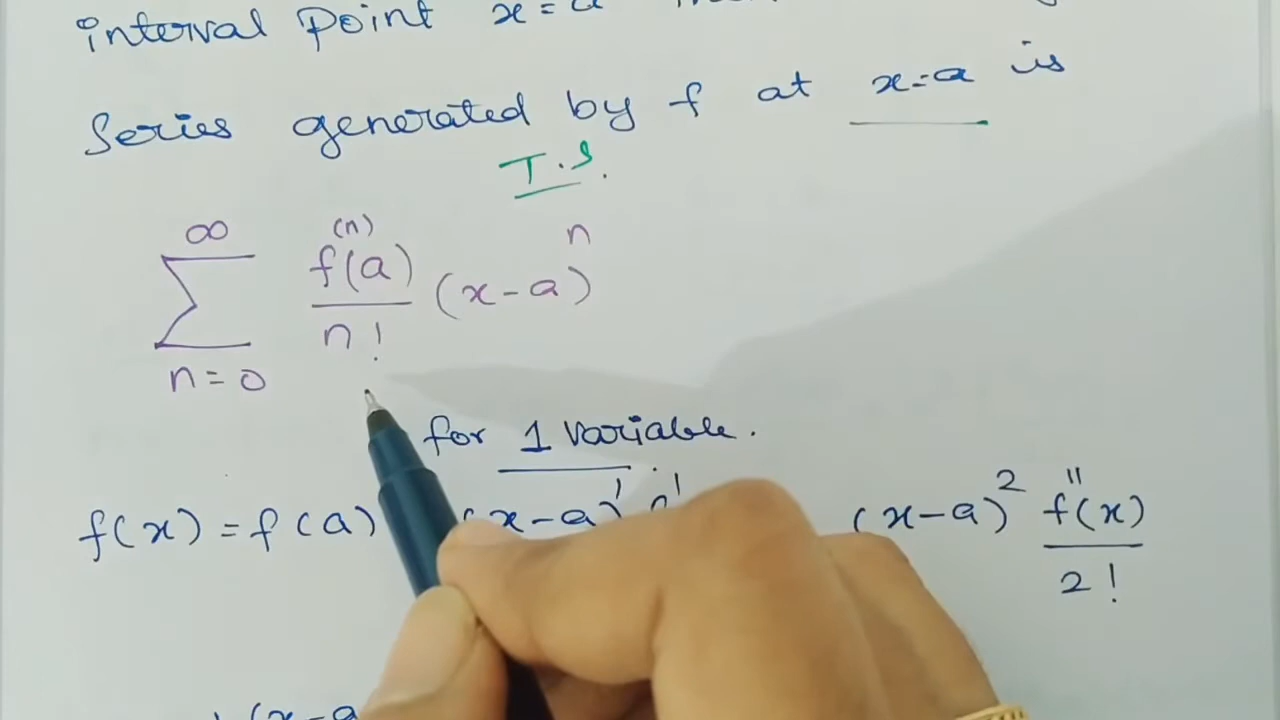 interval Point x=a
Series generated by f at x=a is
T.S.
∞ (n) n
∑ f(a)/n! (x-a)
n=0
for 1 variable.
f(x) = f(a) (x-a)' (x-a)² f''(x)/2!
(x-a